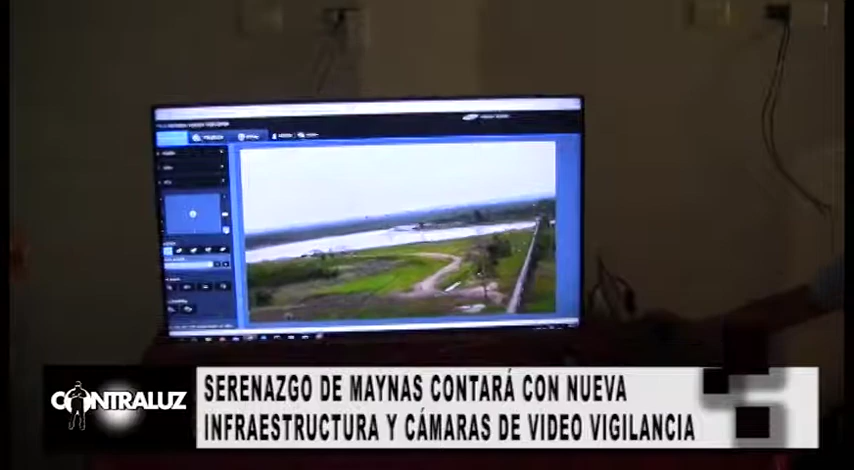 CONTRALUZ
SERENAZGO DE MAYNAS CONTARÁ CON NUEVA
INFRAESTRUCTURA Y CÁMARAS DE VIDEO VIGILANCIA